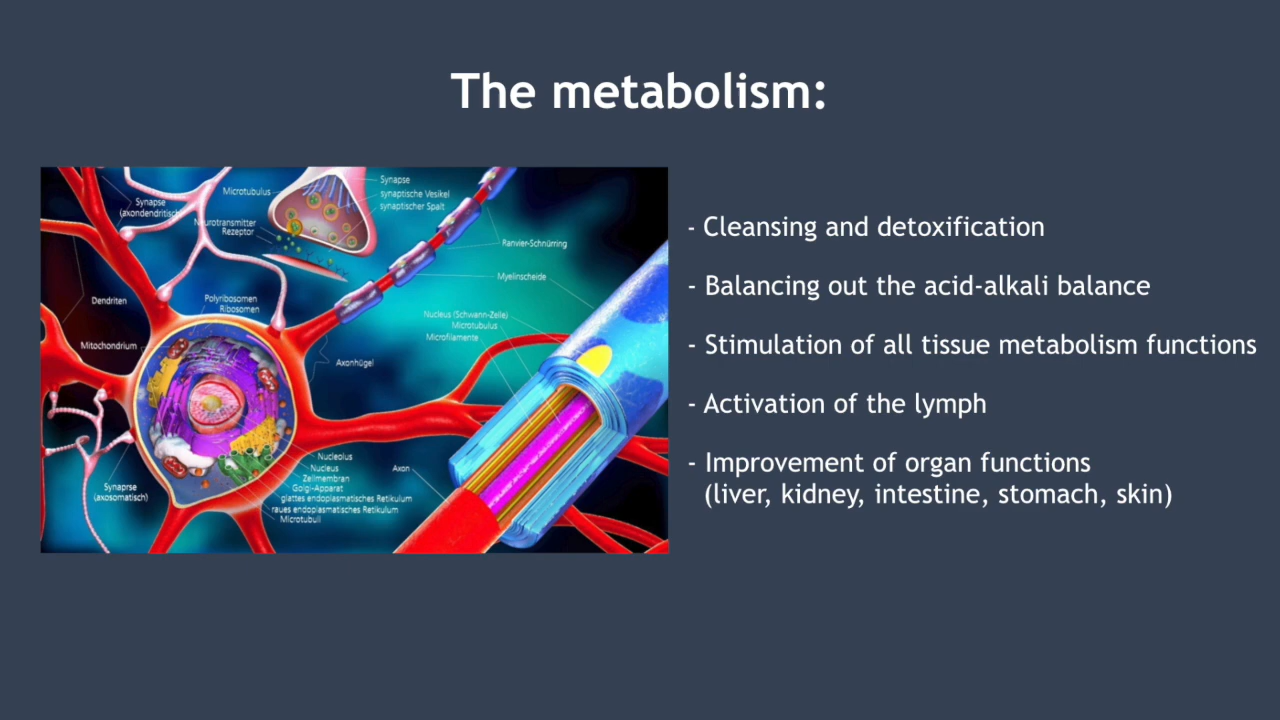 The metabolism:
Synapse
(axondendritisch)
Microtubulus
Neurotransmitter
Rezeptor
Synapse
synaptische Vesikel
synaptischer Spalt
Ranvier-Schnürring
Myelinscheide
Dendriten
Polyribosomen
Ribosomen
Nucleus (Schwann-Zelle)
Microtubulus
Microfilamente
Mitochondrium
Axonhügel
Synaprse
(axosomatisch)
Nucleolus
Nucleus
Zellmembran
Golgi-Apparat
glattes endoplasmatisches Retikulum
raues endoplasmatisches Retikulum
Microtubuli
Axon
- Cleansing and detoxification
- Balancing out the acid-alkali balance
- Stimulation of all tissue metabolism functions
- Activation of the lymph
- Improvement of organ functions
(liver, kidney, intestine, stomach, skin)